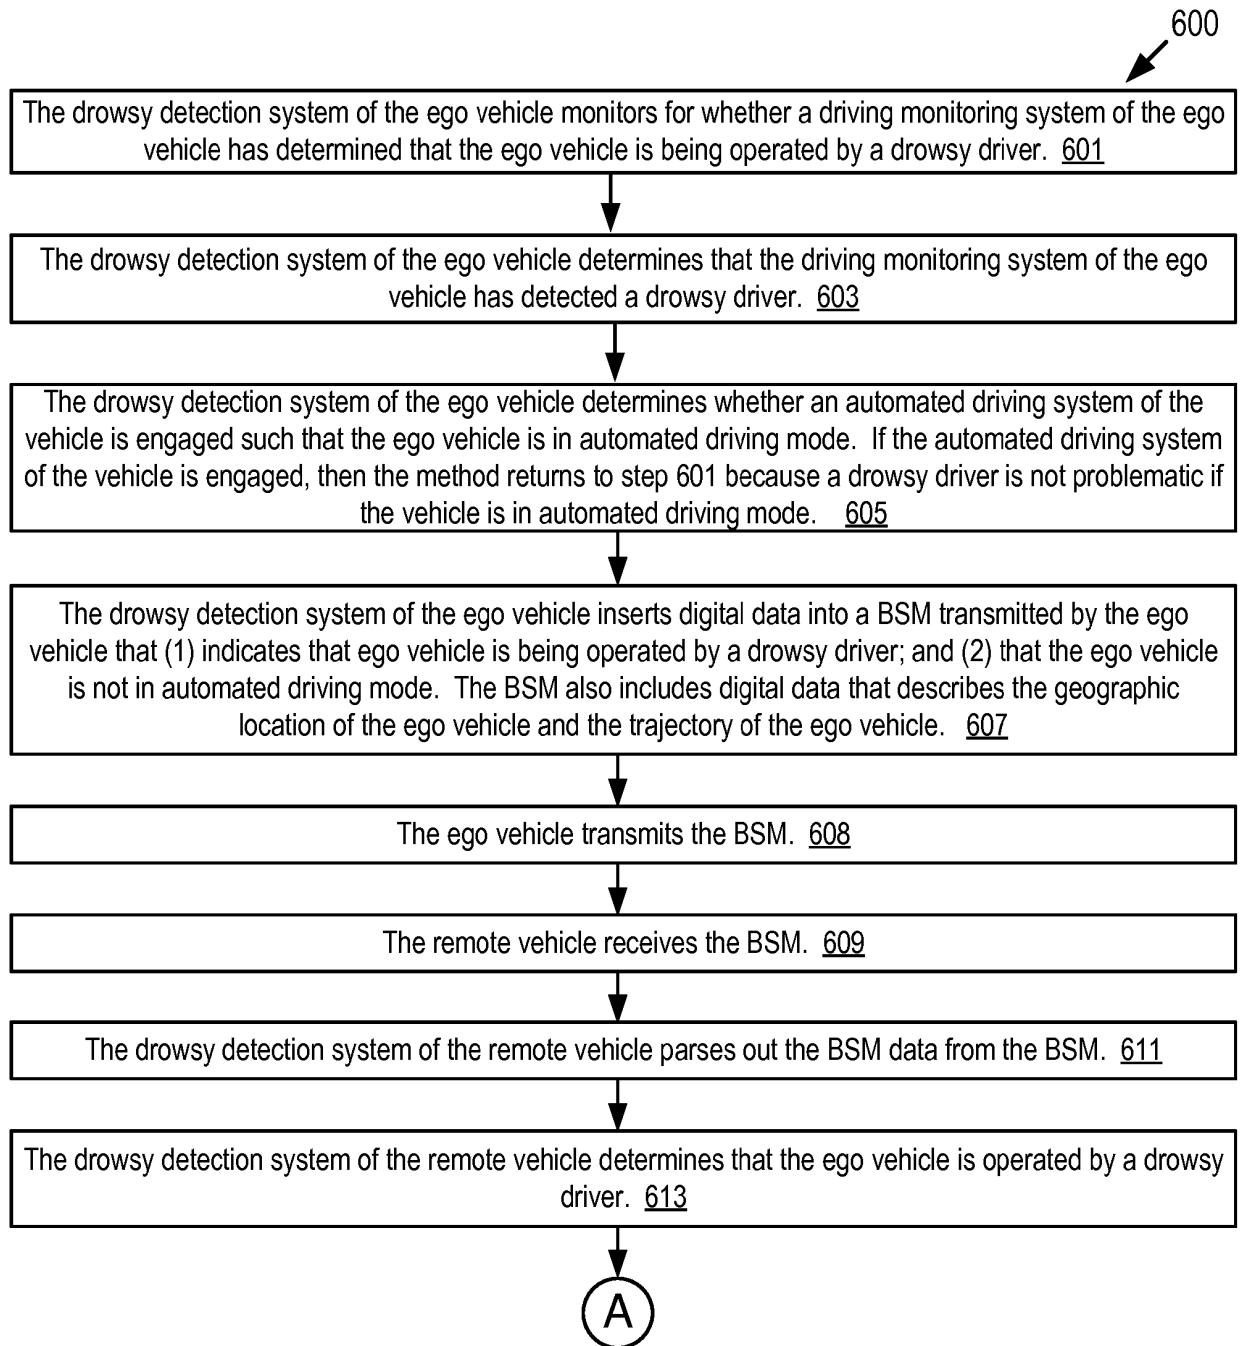 600
The drowsy detection system of the ego vehicle monitors for whether a driving monitoring system of the ego
vehicle has determined that the ego vehicle is being operated by a drowsy driver. 601
The drowsy detection system of the ego vehicle determines that the driving monitoring system of the ego
vehicle has detected a drowsy driver. 603
The drowsy detection system of the ego vehicle determines whether an automated driving system of the
vehicle is engaged such that the ego vehicle is in automated driving mode. If the automated driving system
of the vehicle is engaged, then the method returns to step 601 because a drowsy driver is not problematic if
the vehicle is in automated driving mode. 605
The drowsy detection system of the ego vehicle inserts digital data into a BSM transmitted by the ego
vehicle that (1) indicates that ego vehicle is being operated by a drowsy driver; and (2) that the ego vehicle
is not in automated driving mode. The BSM also includes digital data that describes the geographic
location of the ego vehicle and the trajectory of the ego vehicle. 607
The ego vehicle transmits the BSM. 608
The remote vehicle receives the BSM. 609
The drowsy detection system of the remote vehicle parses out the BSM data from the BSM. 611
The drowsy detection system of the remote vehicle determines that the ego vehicle is operated by a drowsy
driver. 613
A